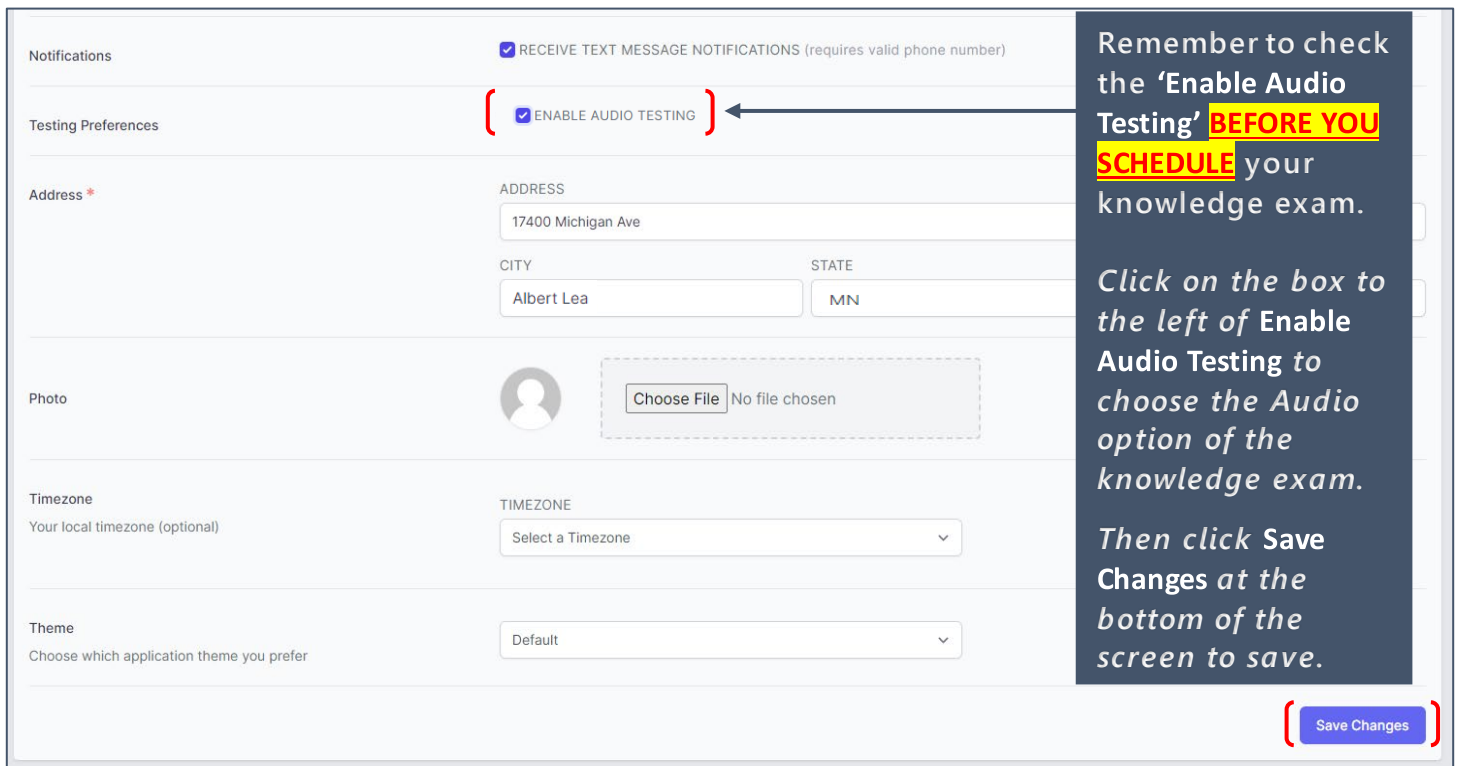 Notifications
RECEIVE TEXT MESSAGE NOTIFICATIONS (requires valid phone number)
Testing Preferences
ENABLE AUDIO TESTING
Address *
ADDRESS
17400 Michigan Ave
CITY
STATE
Albert Lea
MN
Photo
Choose File No file chosen
Timezone
Your local timezone (optional)
TIMEZONE
Select a Timezone
Theme
Choose which application theme you prefer
Default
Save Changes
Remember to check
the ‘Enable Audio
Testing’ BEFORE YOU
SCHEDULE your
knowledge exam.
Click on the box to
the left of Enable
Audio Testing to
choose the Audio
option of the
knowledge exam.
Then click Save
Changes at the
bottom of the
screen to save.